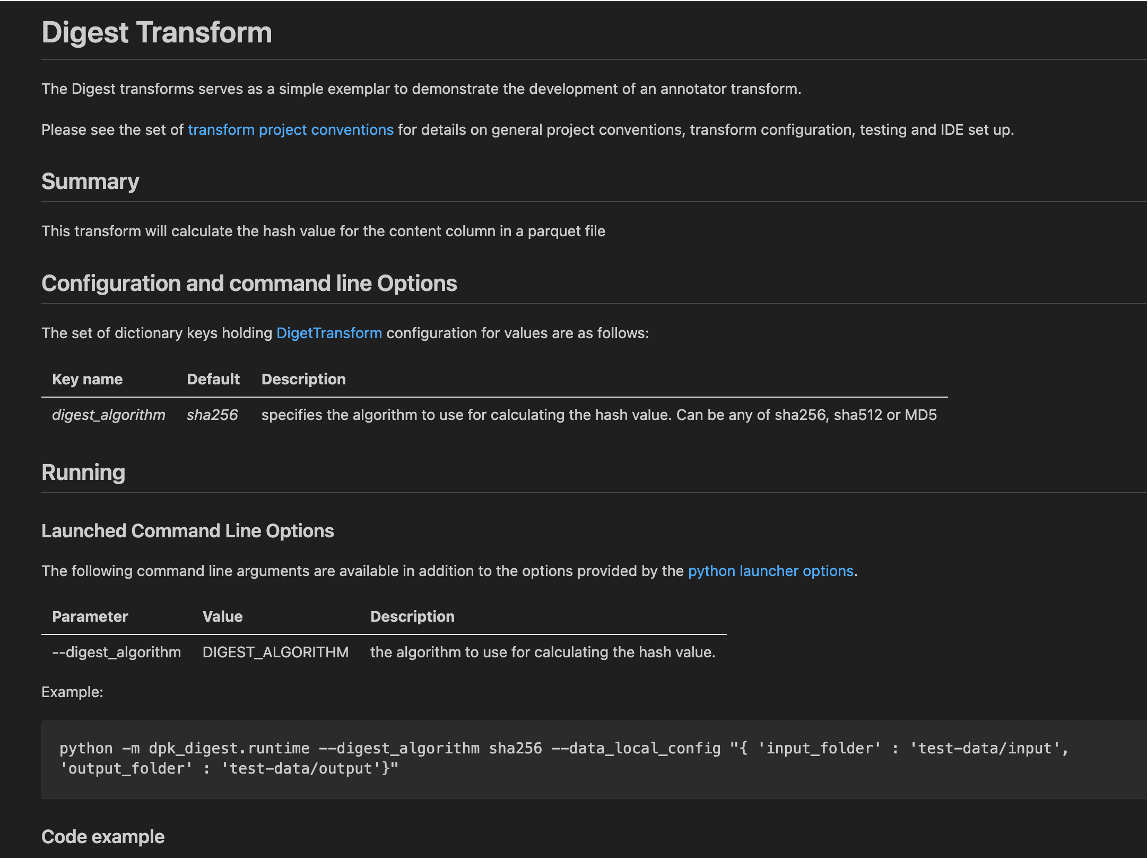 Digest Transform
The Digest transforms serves as a simple exemplar to demonstrate the development of an annotator transform.
Please see the set of transform project conventions for details on general project conventions, transform configuration, testing and IDE set up.
Summary
This transform will calculate the hash value for the content column in a parquet file
Configuration and command line Options
The set of dictionary keys holding DigetTransform configuration for values are as follows:
Key name Default Description
digest_algorithm sha256 specifies the algorithm to use for calculating the hash value. Can be any of sha256, sha512 or MD5
Running
Launched Command Line Options
The following command line arguments are available in addition to the options provided by the python launcher options.
Parameter Value Description
--digest_algorithm DIGEST_ALGORITHM the algorithm to use for calculating the hash value.
Example:
python -m dpk_digest.runtime --digest_algorithm sha256 --data_local_config "{ 'input_folder' : 'test-data/input',
'output_folder' : 'test-data/output'}"
Code example